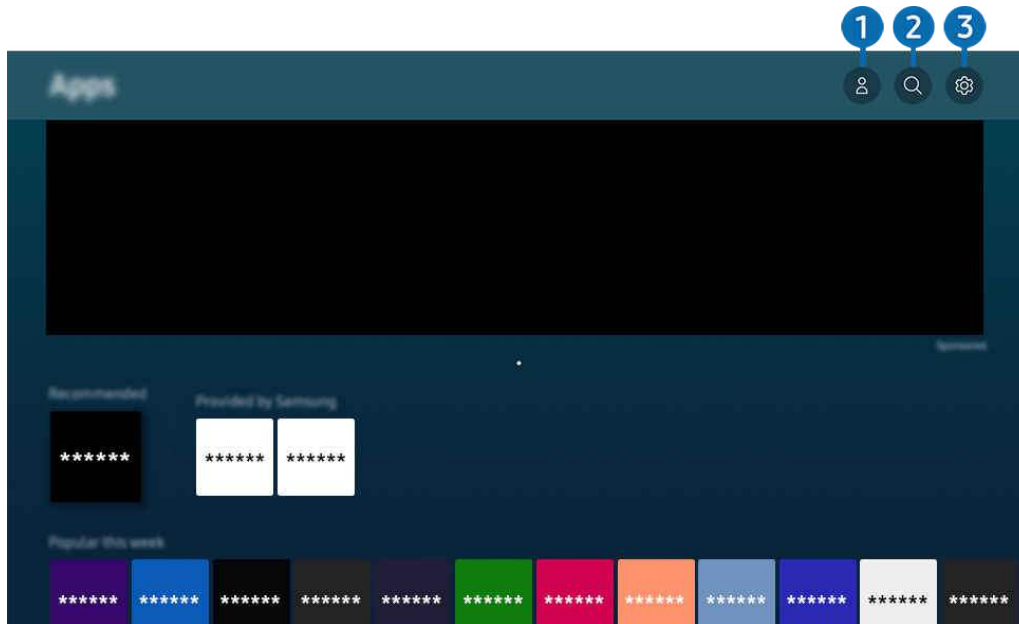 1 2 3
Apps
Sponsored
Recommended
Provided by Samsung
****** ****** ******
Popular this week
****** ****** ****** ****** ****** ****** ****** ****** ****** ****** ****** ******